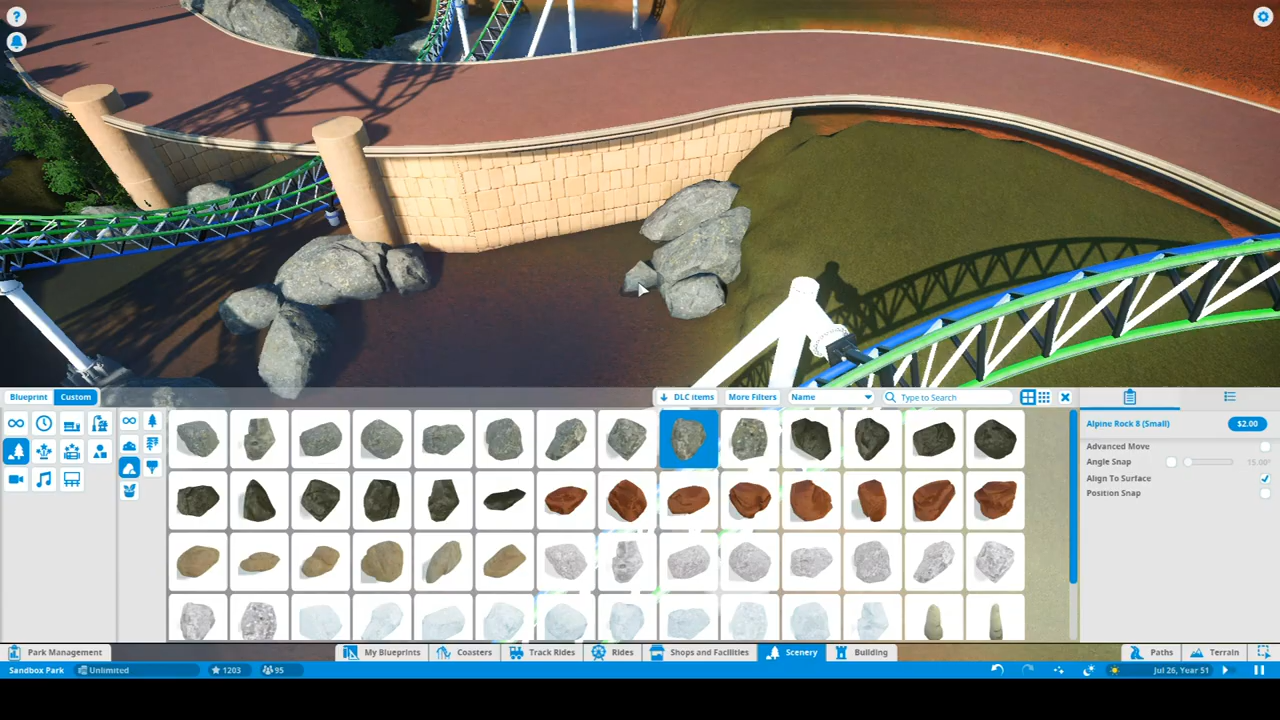 ?
Blueprint Custom
DLC items More Filters Name Type to Search
Alpine Rock 8 (Small) $2.00
Advanced Move
Angle Snap 15.00°
Align To Surface
Position Snap
Park Management My Blueprints Coasters Track Rides Rides Shops and Facilities Scenery Building Paths Terrain
Sandbox Park Unlimited 1203 95 Jul 26, Year 51